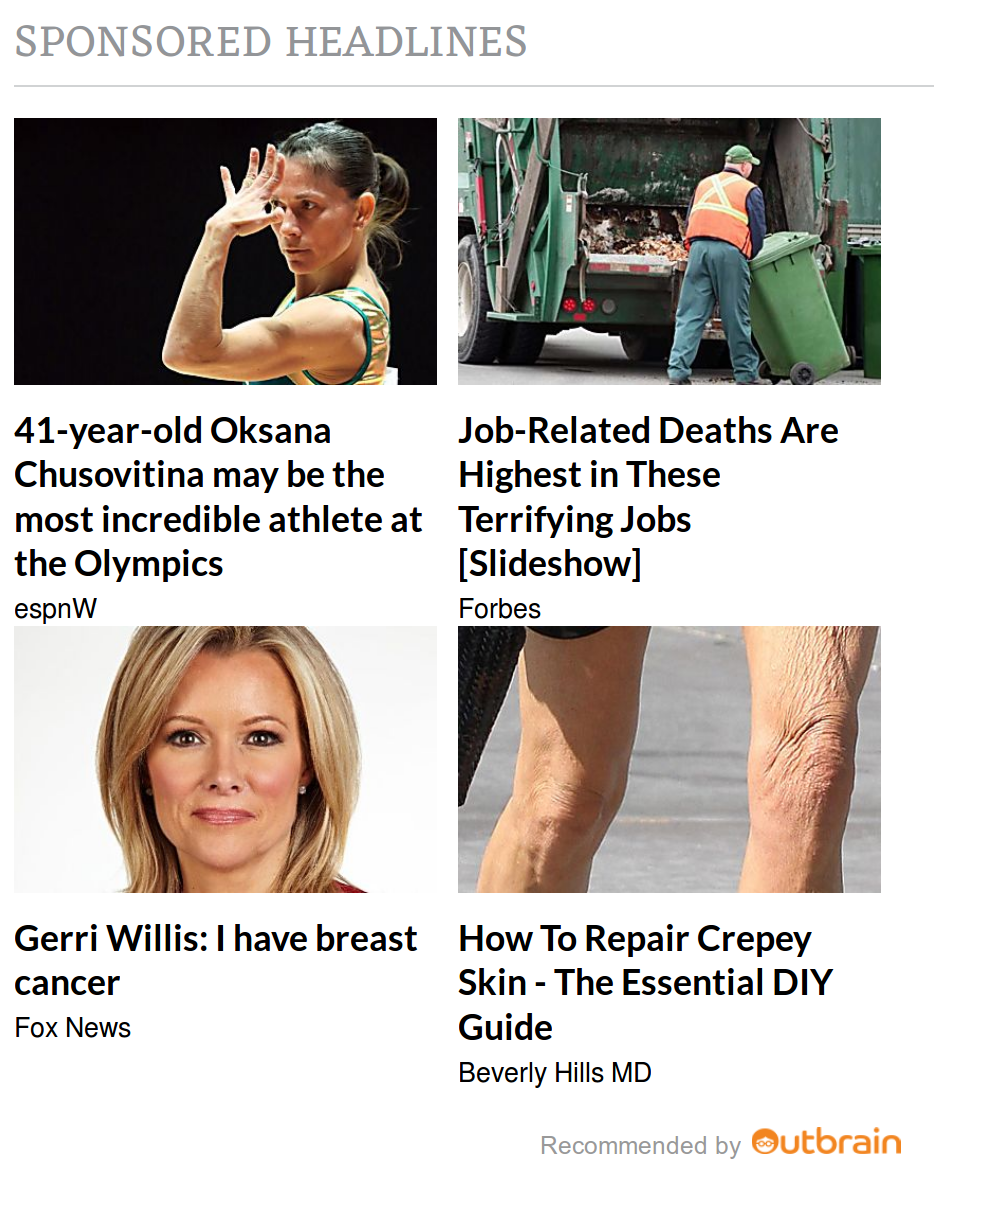 SPONSORED HEADLINES
41-year-old Oksana
Chusovitina may be the
most incredible athlete at
the Olympics
espnW
Job-Related Deaths Are
Highest in These
Terrifying Jobs
[Slideshow]
Forbes
Gerri Willis: I have breast
cancer
Fox News
How To Repair Crepey
Skin - The Essential DIY
Guide
Beverly Hills MD
Recommended by Outbrain